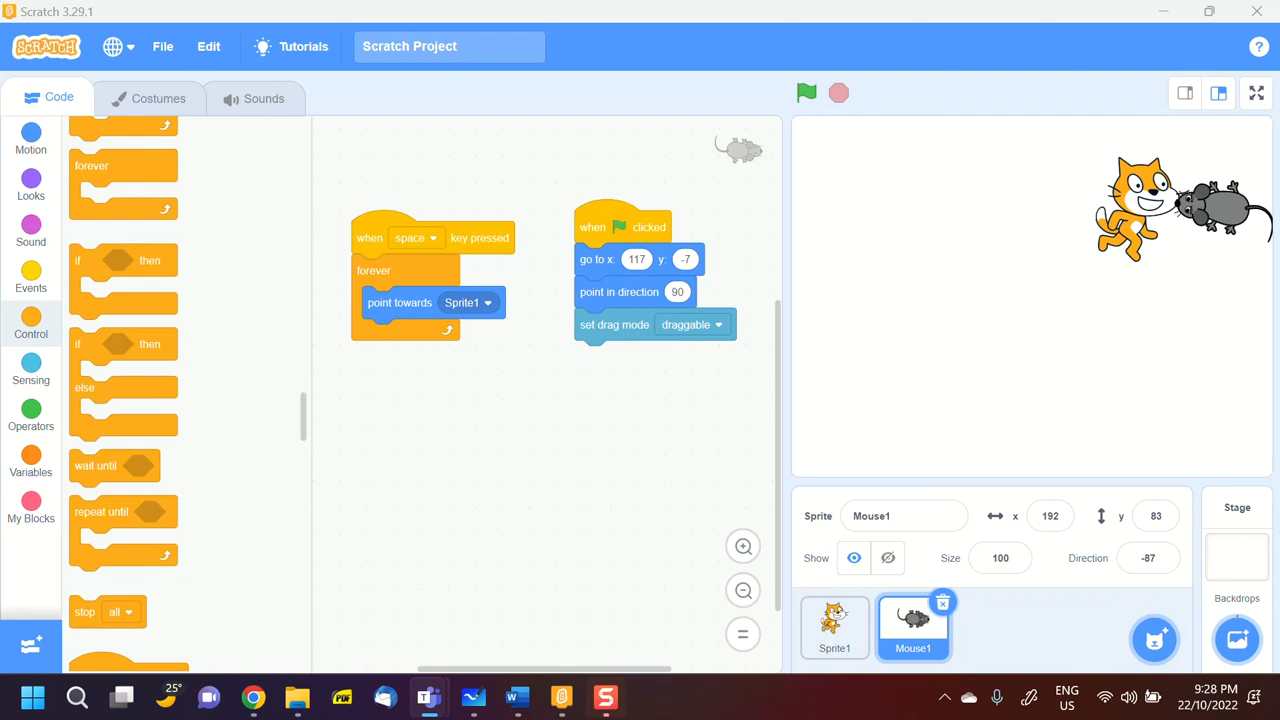 Scratch 3.29.1
SCRATCH
File
Edit
Tutorials
Scratch Project
?
Code
Costumes
Sounds
Motion
Looks
Sound
Events
Control
Sensing
Operators
Variables
My Blocks
forever
if then
if then
else
wait until
repeat until
stop all
when space key pressed
forever
point towards Sprite1
when clicked
go to x: 117 y: -7
point in direction 90
set drag mode draggable
Sprite Mouse1 x 192 y 83
Show Size 100 Direction -87
Sprite1
Mouse1
Stage
Backdrops
25°
PDF
T
W
S
ENG
US
9:28 PM
22/10/2022